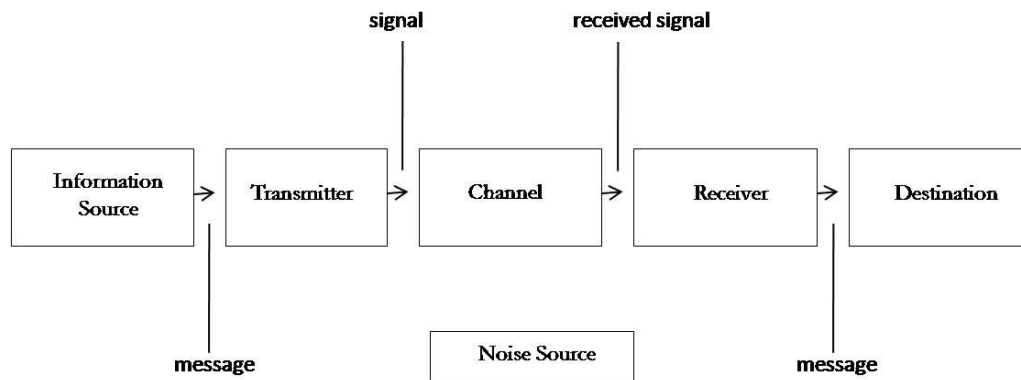 signal
received signal
Information
Source
Transmitter
Channel
Receiver
Destination
message
Noise Source
message